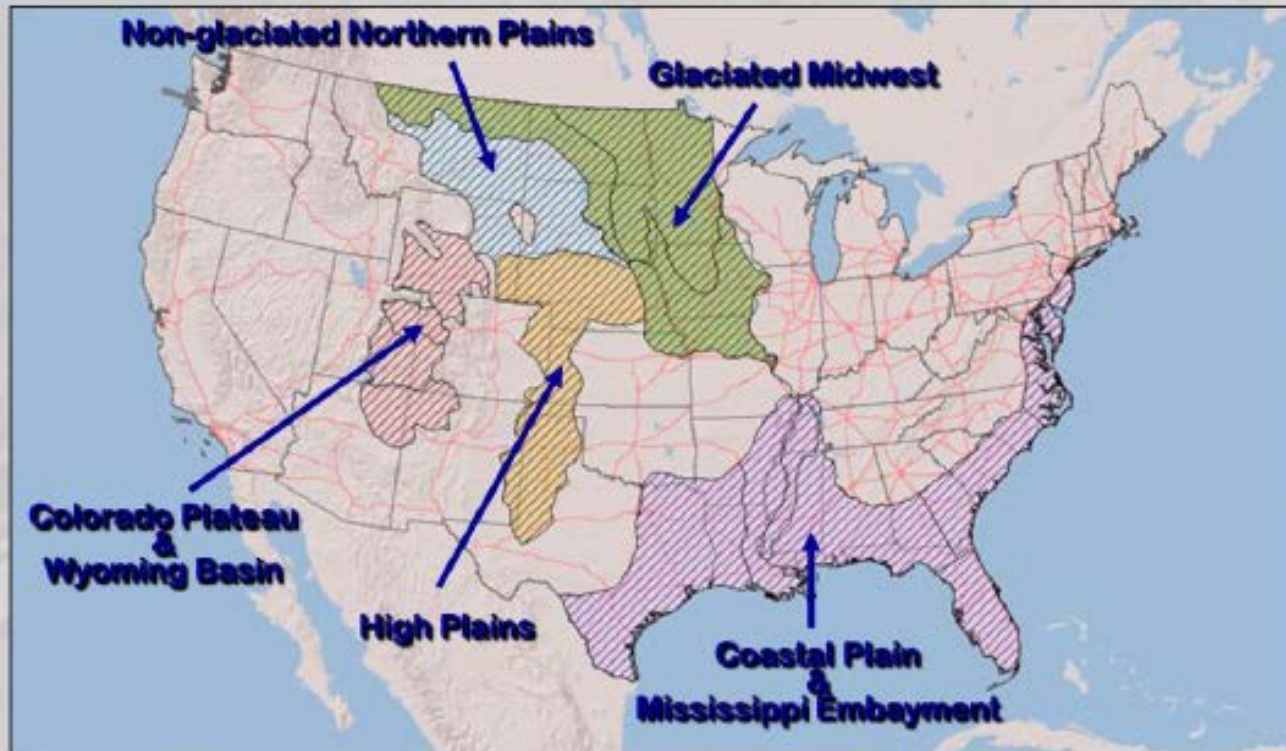 Non-glaciated Northern Plains
Glaciated Midwest
Colorado Plateau
&
Wyoming Basin
High Plains
Coastal Plain
&
Mississippi Embayment